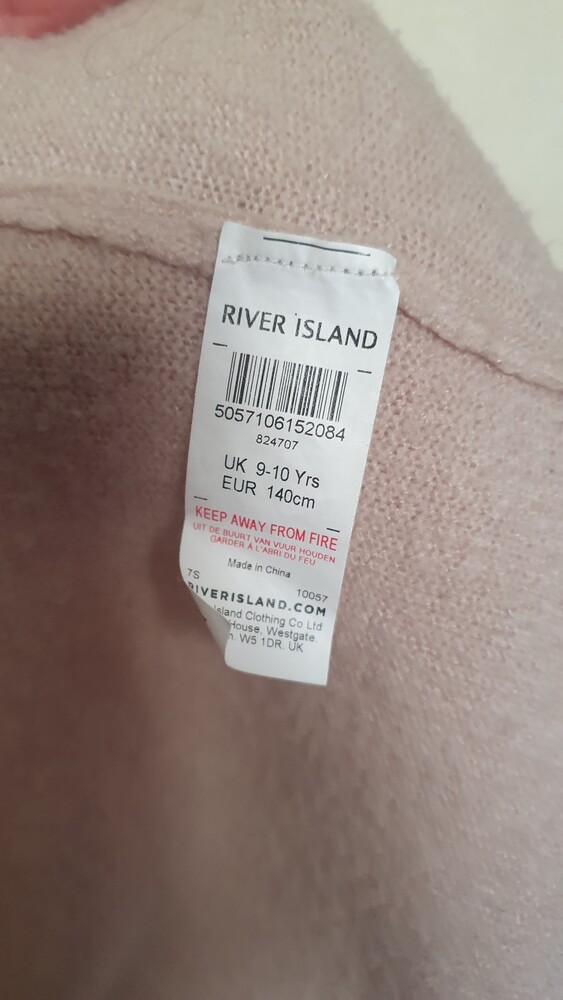 RIVER ISLAND
5057106152084
824707
UK 9-10 Yrs
EUR 140cm
KEEP AWAY FROM FIRE
UIT DE BUURT VAN VUUR HOUDEN
GARDER À L'ABRI DU FEU
Made in China
7S 10057
RIVERISLAND.COM
Island Clothing Co Ltd
House, Westgate.
W5 1DR. UK